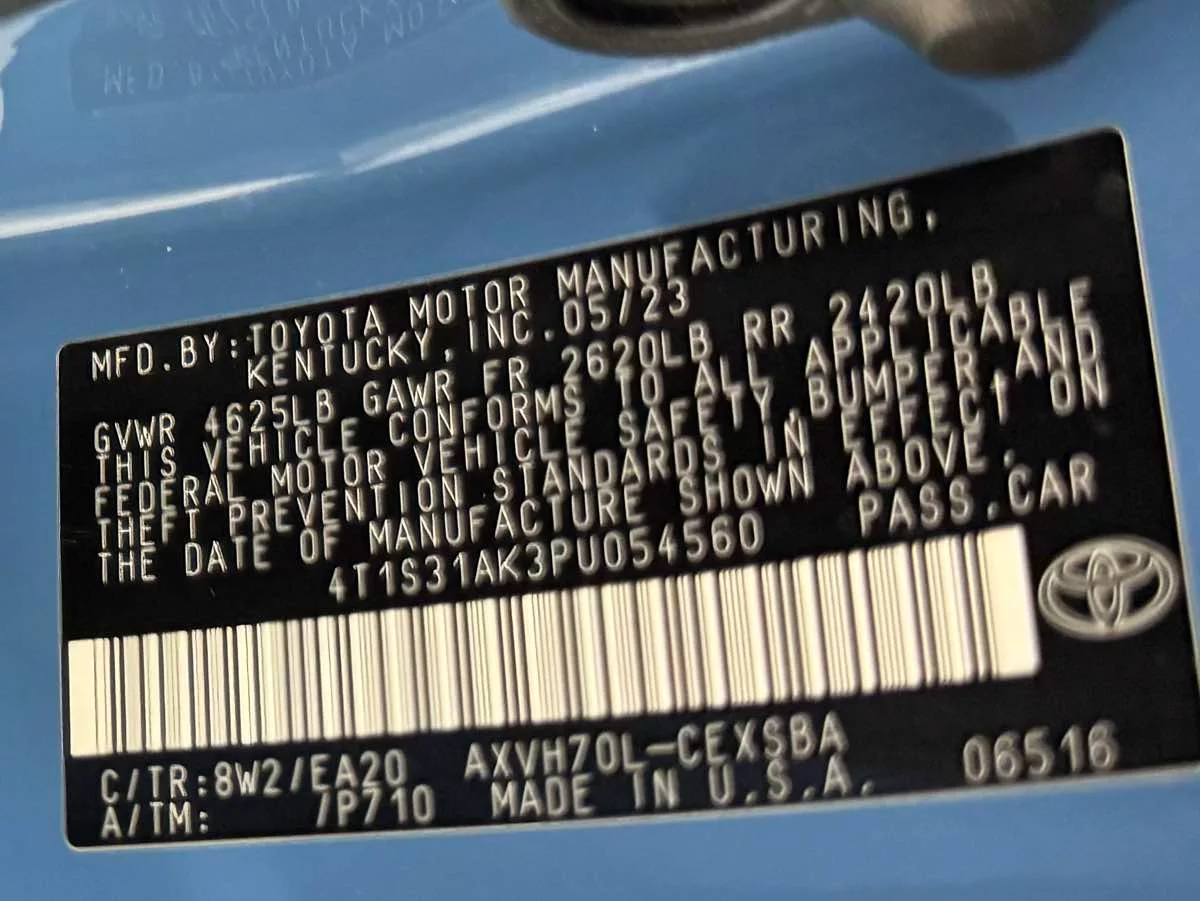 MFD. BY: TOYOTA MOTOR MANUFACTURING,
KENTUCKY, INC. 05/23
GVWR 4625LB GAWR FR 2620LB RR 2420LB
THIS VEHICLE CONFORMS TO ALL APPLICABLE
FEDERAL MOTOR VEHICLE SAFETY, BUMPER, AND
THEFT PREVENTION STANDARDS IN EFFECT ON
THE DATE OF MANUFACTURE SHOWN ABOVE.
4T1S31AK3PU054560 PASS. CAR
C/TR: 8W2/EA20 AXVH70L-CEXSBA 06516
A/TM: /P710 MADE IN U.S.A.